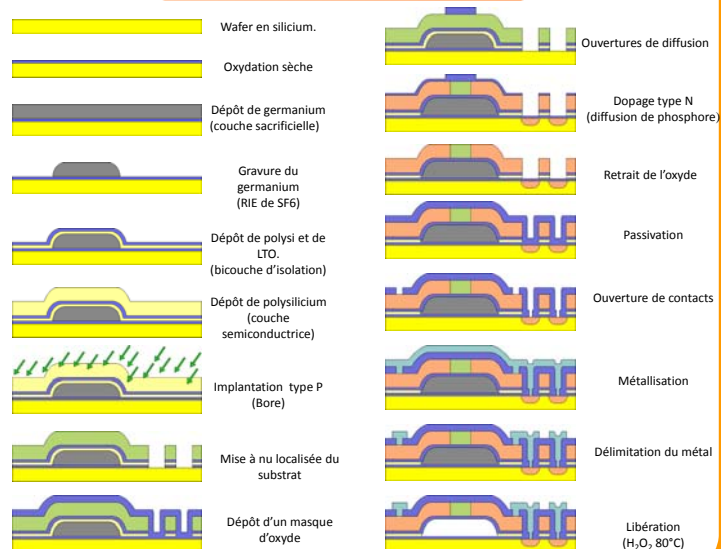 Wafer en silicium.
Oxydation sèche
Dépôt de germanium
(couche sacrificielle)
Gravure du
germanium
(RIE de SF6)
Dépôt de polysi et de
LTO.
(bicouche d'isolation)
Dépôt de polysilicium
(couche
semiconductrice)
Implantation type P
(Bore)
Mise à nu localisée du
substrat
Dépôt d'un masque
d'oxyde
Ouvertures de diffusion
Dopage type N
(diffusion de phosphore)
Retrait de l'oxyde
Passivation
Ouverture de contacts
Métallisation
Délimitation du métal
Libération
(H₂O₂ 80°C)